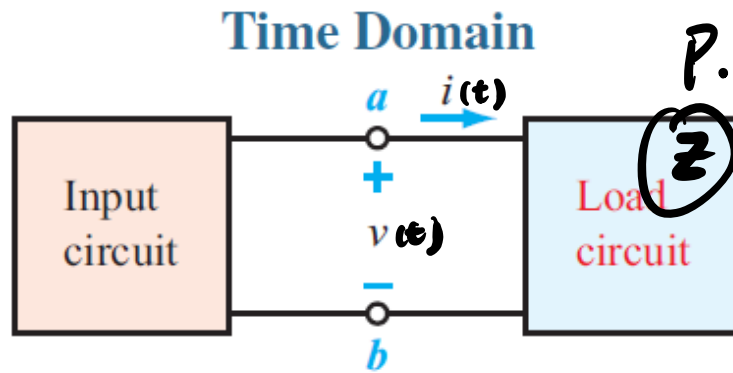 Time Domain
P.
a
i(t)
Z
+
Input
circuit
v(t)
Load
circuit
−
b